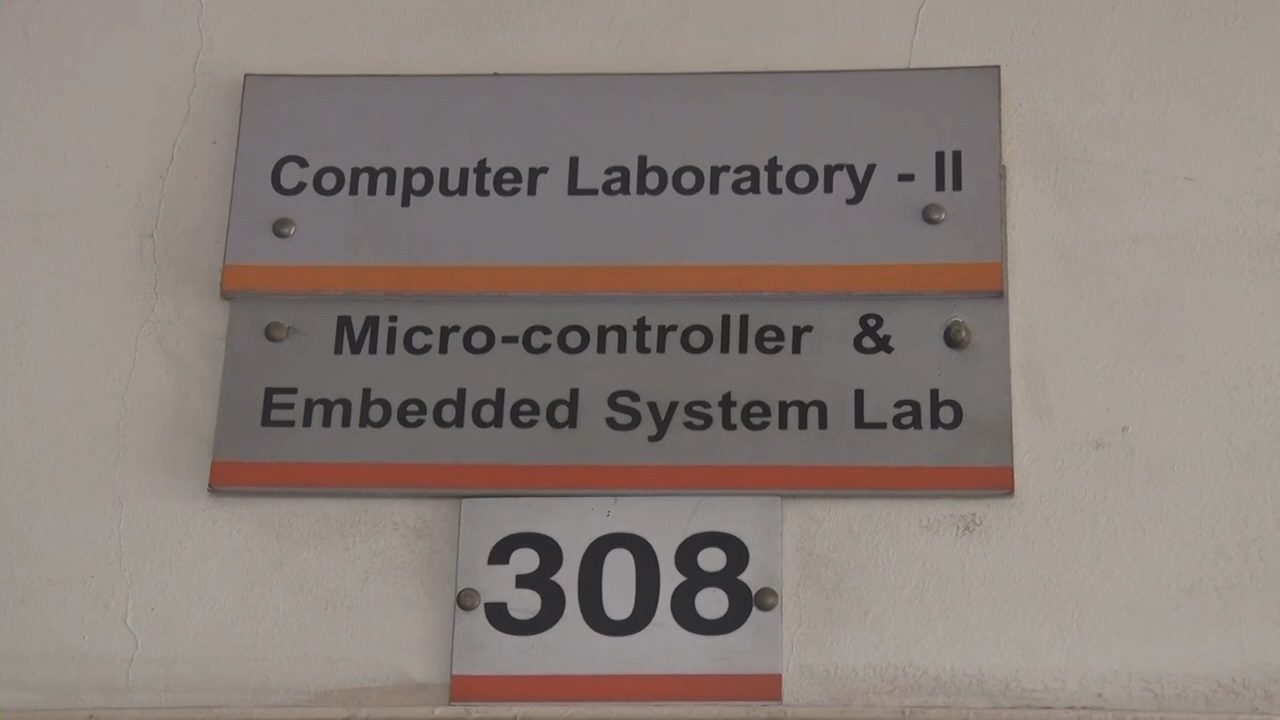 Computer Laboratory - II
Micro-controller &
Embedded System Lab
308